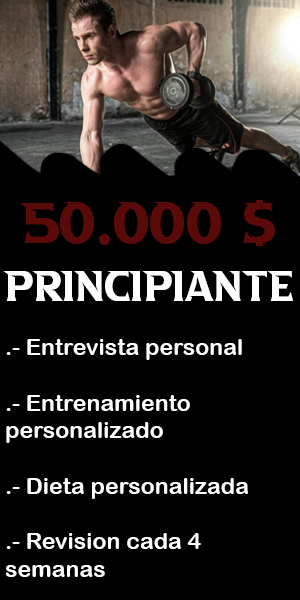 50.000 $
PRINCIPIANTE
.- Entrevista personal
.- Entrenamiento
personalizado
.- Dieta personalizada
.- Revision cada 4
semanas